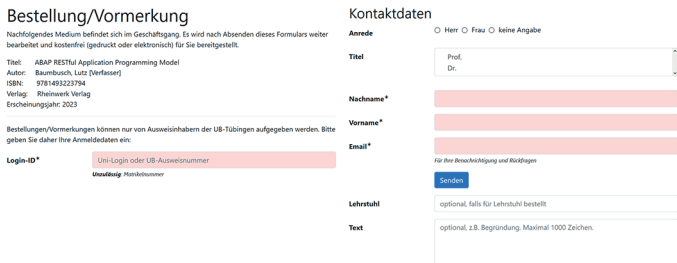 Bestellung/Vormerkung
Nachfolgendes Medium befindet sich im Geschäftsgang. Es wird nach Absenden dieses Formulars weiter
bearbeitet und kostenfrei (gedruckt oder elektronisch) für Sie bereitgestellt.
Titel: ABAP RESTful Application Programming Model
Autor: Baumbusch, Lutz [Verfasser]
ISBN: 9781493223794
Verlag: Rheinwerk Verlag
Erscheinungsjahr: 2023
Bestellungen/Vormerkungen können nur von Ausweisinhabern der UB-Tübingen aufgegeben werden. Bitte
geben Sie daher Ihre Anmeldedaten ein:
Login-ID* Uni-Login oder UB-Ausweisnummer
Unzulässig: Matrikelnummer
Kontaktdaten
Anrede Herr Frau keine Angabe
Titel Prof.
Dr.
Nachname*
Vorname*
Email*
Für Ihre Benachrichtigung und Rückfragen
Senden
Lehrstuhl optional, falls für Lehrstuhl bestellt
Text optional, z.B. Begründung. Maximal 1000 Zeichen.